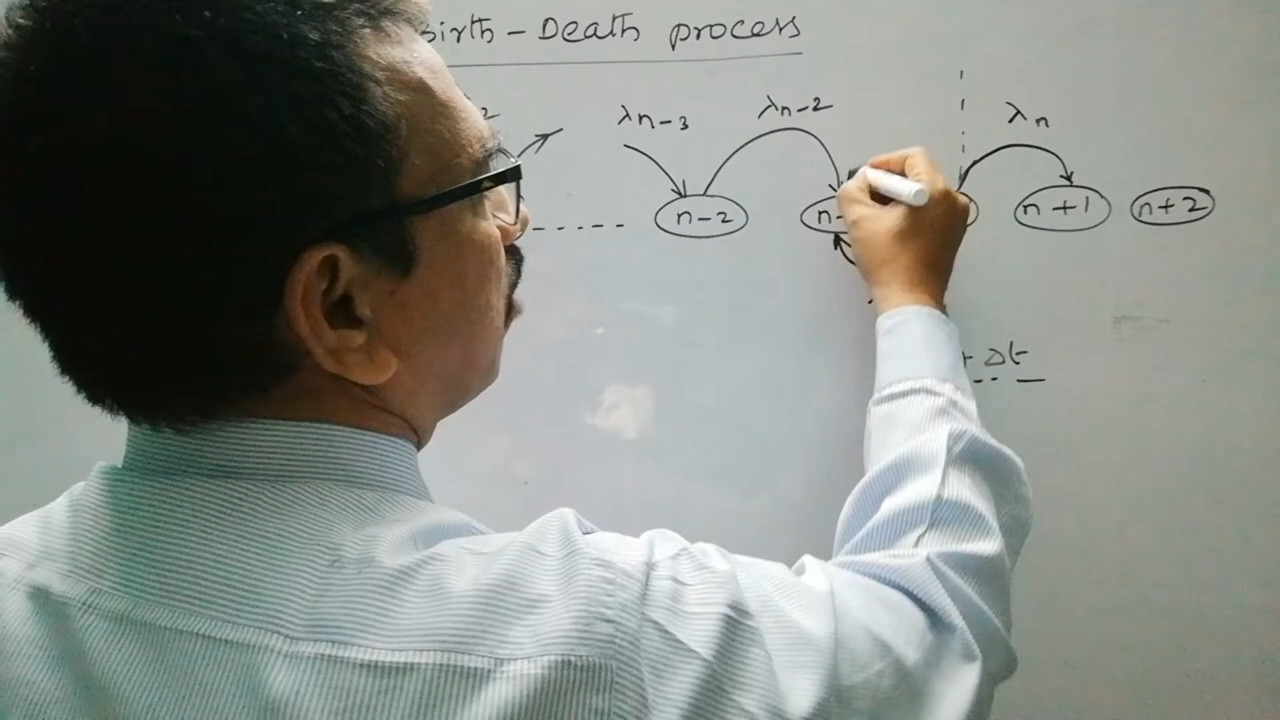 Birth - Death process
λn-3 λn-2 λn
n-2 n+1 n+2
Δt